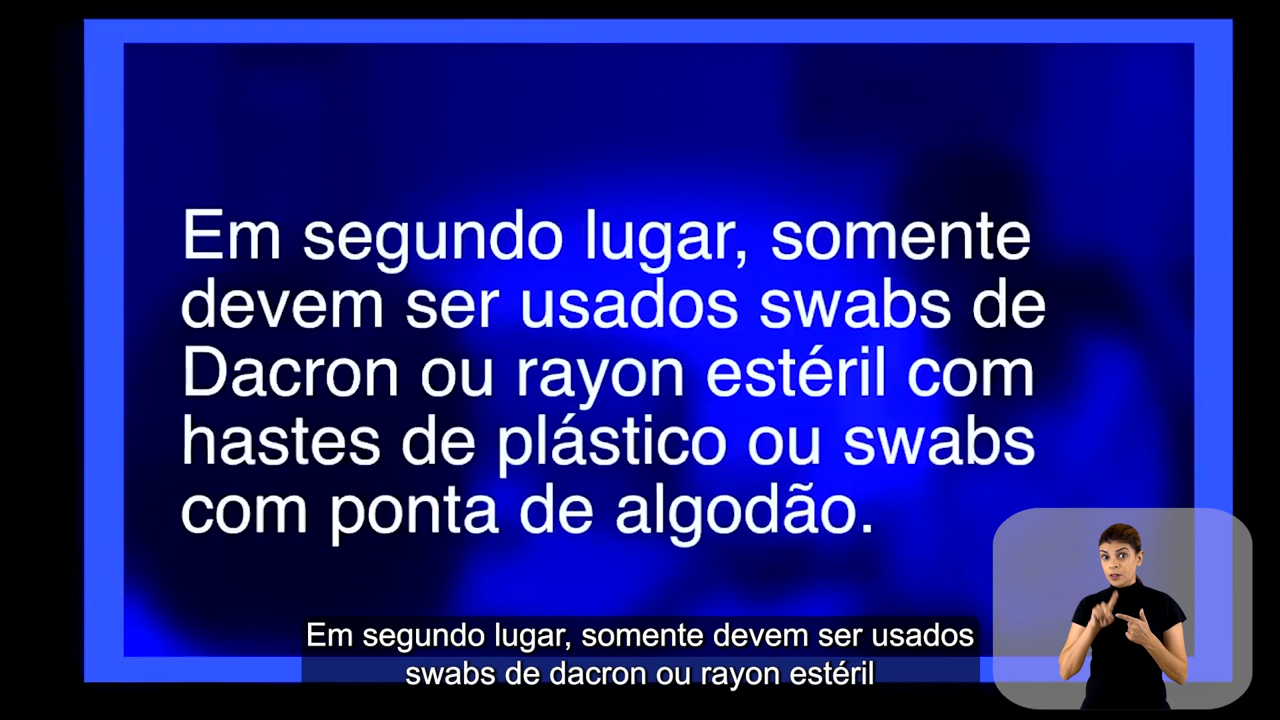 Em segundo lugar, somente
devem ser usados swabs de
Dacron ou rayon estéril com
hastes de plástico ou swabs
com ponta de algodão.
Em segundo lugar, somente devem ser usados
swabs de dacron ou rayon estéril